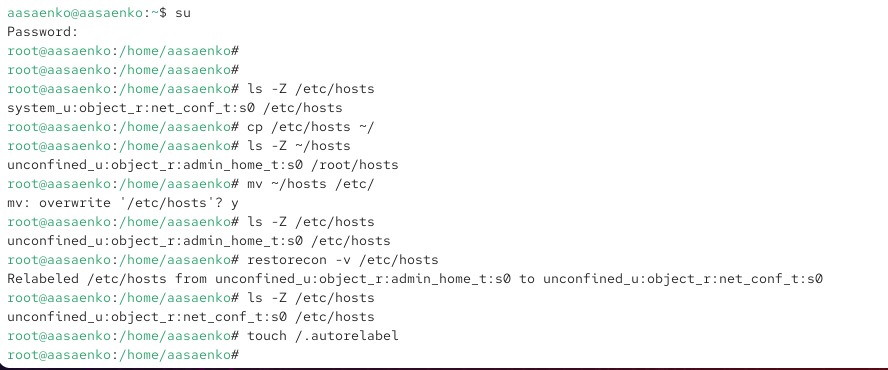 aasaenko@aasaenko:~$ su
Password:
root@aasaenko:/home/aasaenko#
root@aasaenko:/home/aasaenko#
root@aasaenko:/home/aasaenko# ls -Z /etc/hosts
system_u:object_r:net_conf_t:s0 /etc/hosts
root@aasaenko:/home/aasaenko# cp /etc/hosts ~/
root@aasaenko:/home/aasaenko# ls -Z ~/hosts
unconfined_u:object_r:admin_home_t:s0 /root/hosts
root@aasaenko:/home/aasaenko# mv ~/hosts /etc/
mv: overwrite '/etc/hosts'? y
root@aasaenko:/home/aasaenko# ls -Z /etc/hosts
unconfined_u:object_r:admin_home_t:s0 /etc/hosts
root@aasaenko:/home/aasaenko# restorecon -v /etc/hosts
Relabeled /etc/hosts from unconfined_u:object_r:admin_home_t:s0 to unconfined_u:object_r:net_conf_t:s0
root@aasaenko:/home/aasaenko# ls -Z /etc/hosts
unconfined_u:object_r:net_conf_t:s0 /etc/hosts
root@aasaenko:/home/aasaenko# touch /.autorelabel
root@aasaenko:/home/aasaenko#